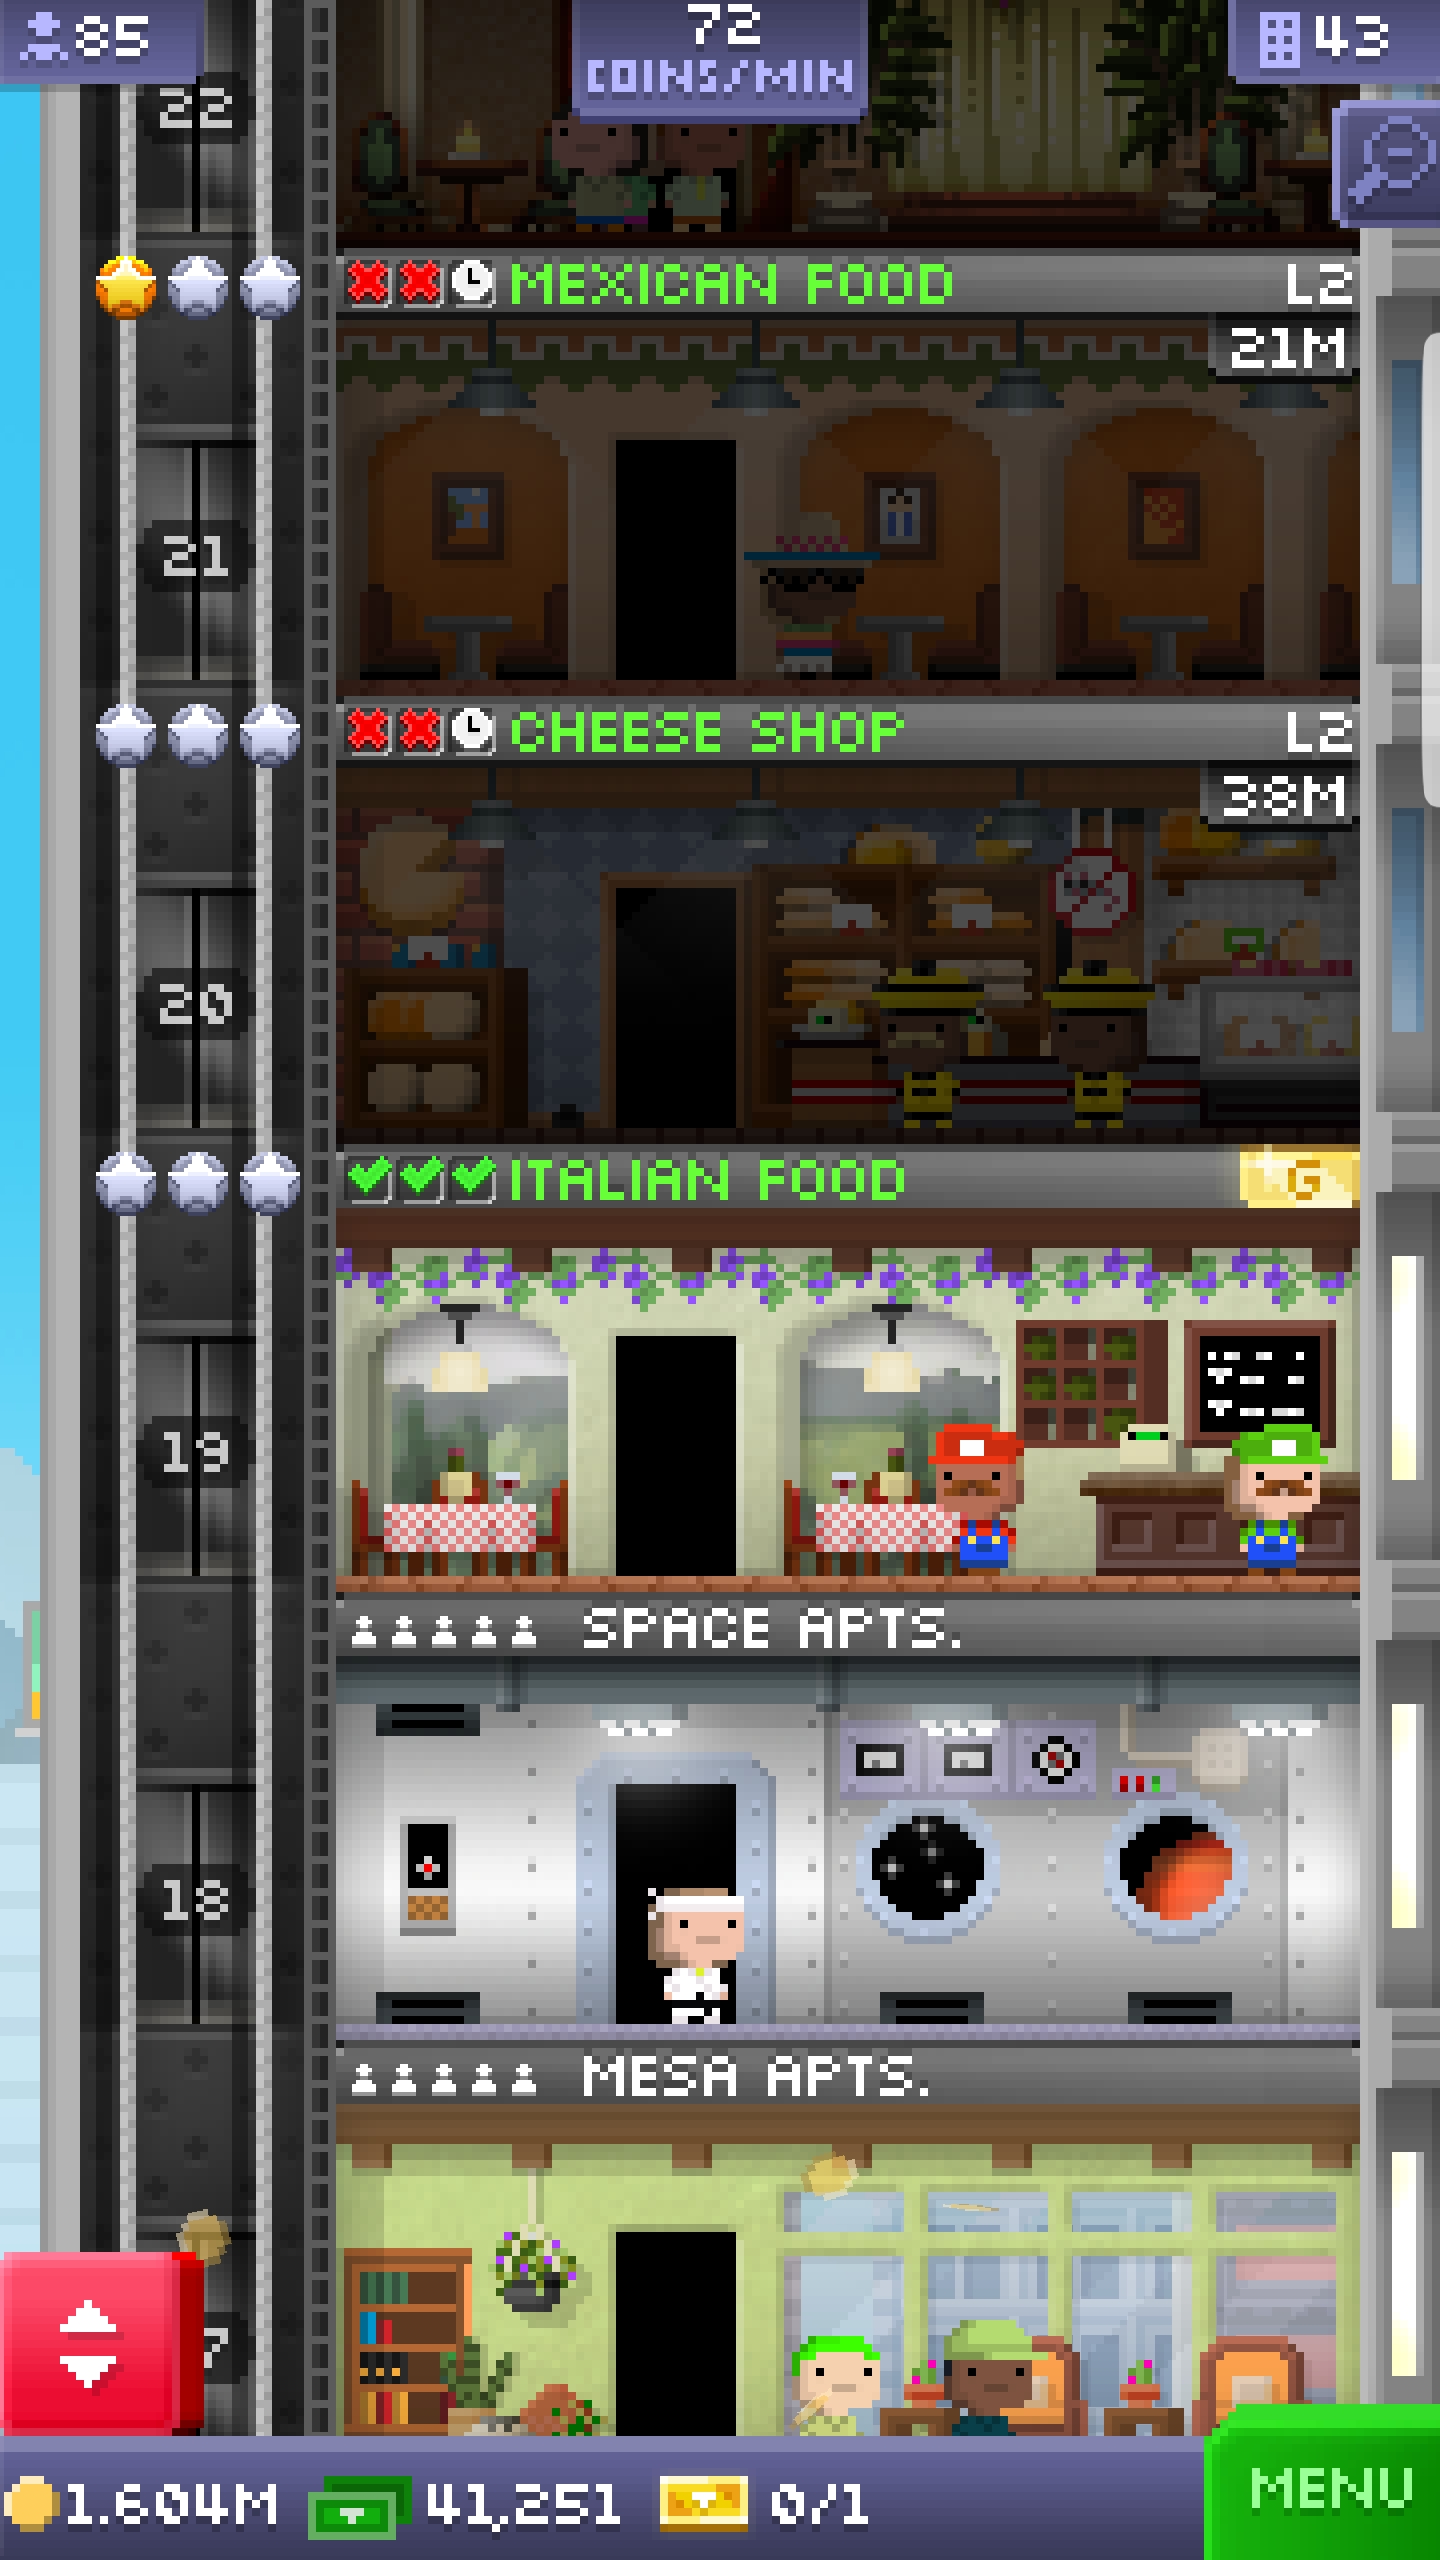 85
72
COINS/MIN
43
22
MEXICAN FOOD L2
21M
21
CHEESE SHOP L2
38M
20
ITALIAN FOOD G
19
SPACE APTS.
18
MESA APTS.
7
1.604M 41,251 0/1
MENU